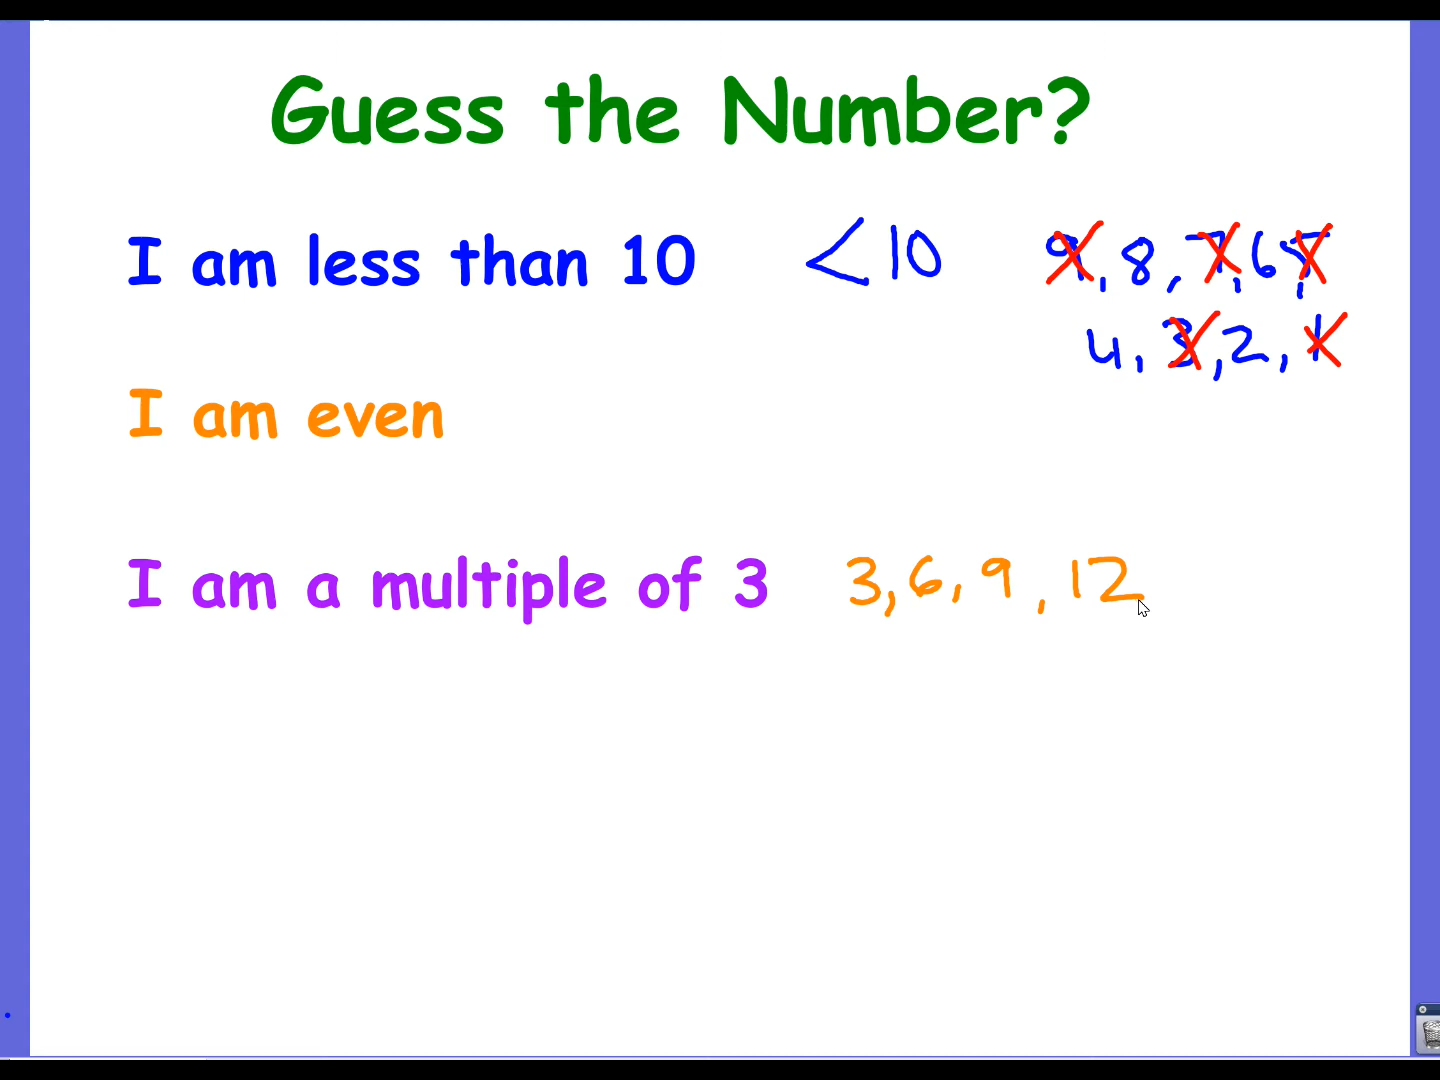 Guess the Number?
I am less than 10 <10 9, 8, 7, 6, 5
4, 3, 2, 1
I am even
I am a multiple of 3 3, 6, 9, 12